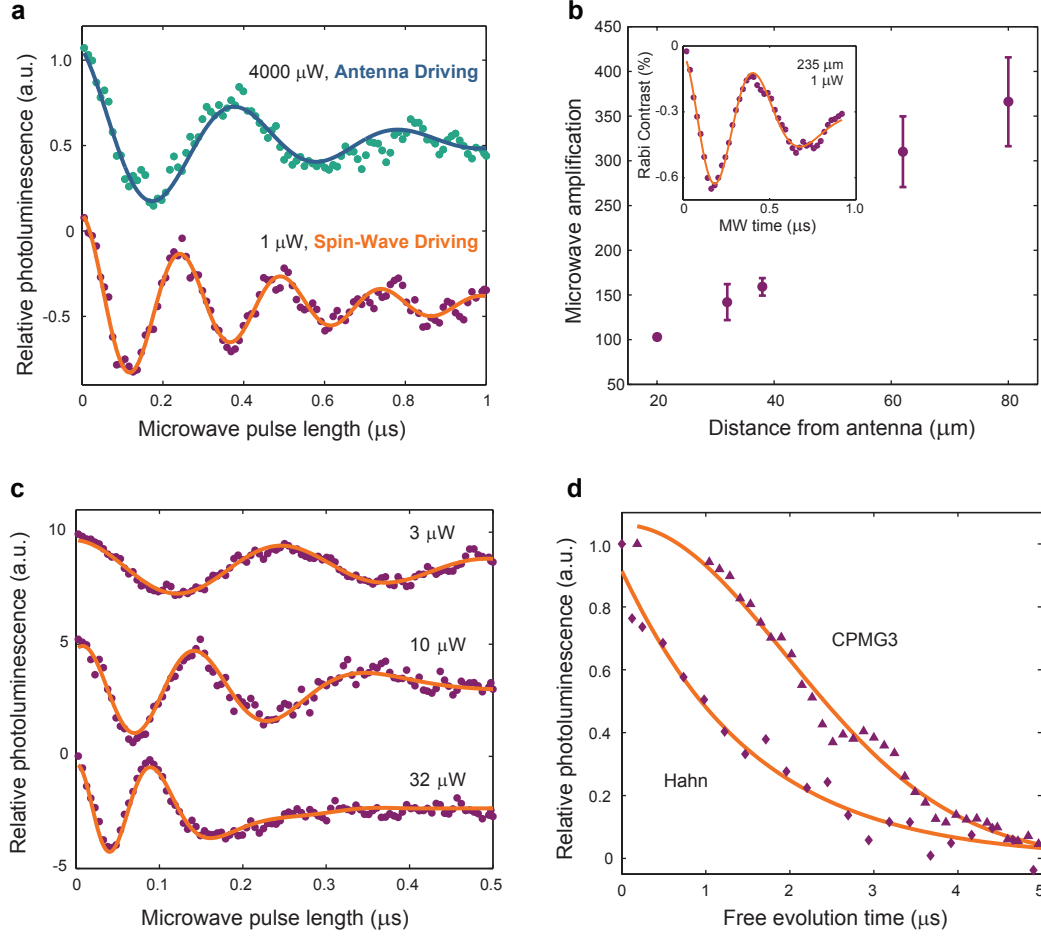 a
Relative photoluminescence (a.u.)
1.0
0.5
0
-0.5
4000 μW, Antenna Driving
1 μW, Spin-Wave Driving
0
0.2
0.4
0.6
0.8
1
Microwave pulse length (μs)
b
Microwave amplification
450
400
350
300
250
200
150
100
50
20
40
60
80
Distance from antenna (μm)
Rabi Contrast (%)
0
-0.3
-0.6
235 μm
1 μW
0
0.5
1.0
MW time (μs)
c
Relative photoluminescence (a.u.)
10
5
0
-5
3 μW
10 μW
32 μW
0
0.1
0.2
0.3
0.4
0.5
Microwave pulse length (μs)
d
Relative photoluminescence (a.u.)
1.0
0.8
0.6
0.4
0.2
0
CPMG3
Hahn
0
1
2
3
4
5
Free evolution time (μs)